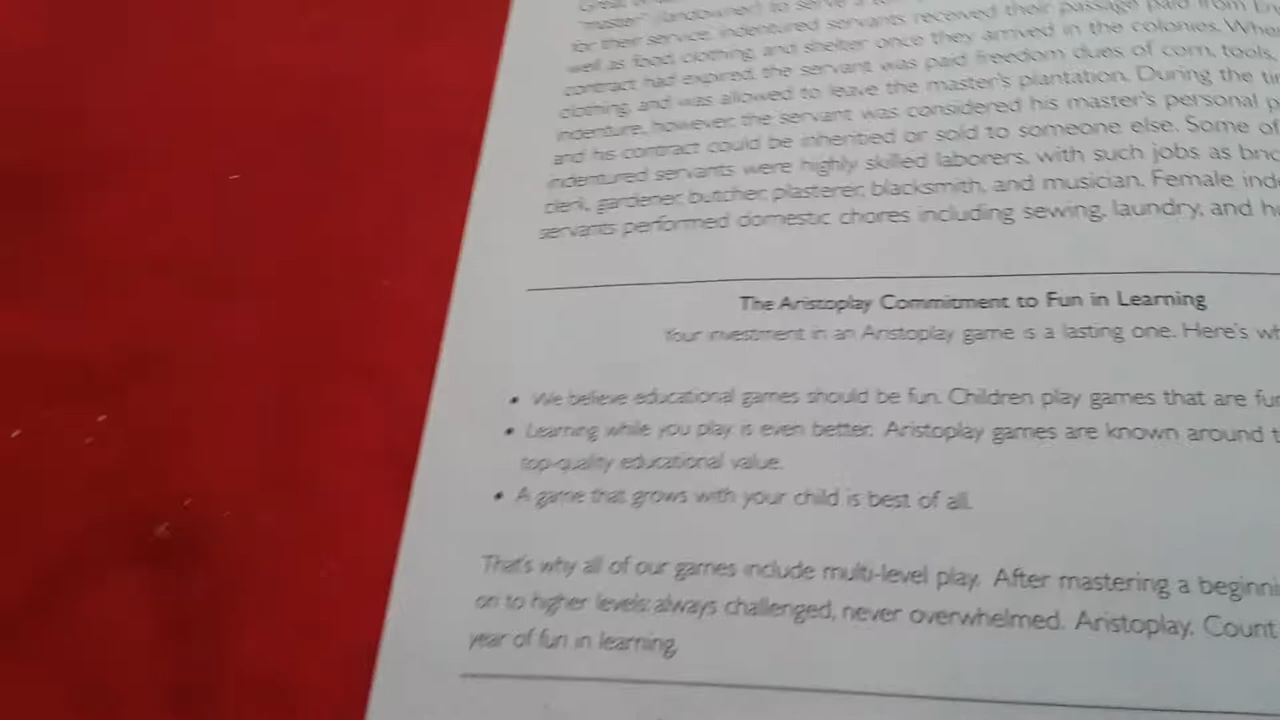 "master" (landowner) to serve a
for their service, indentured servants received their passage paid from
well as food, clothing, and shelter once they arrived in the colonies.
contract had expired, the servant was paid freedom dues of corn, tools,
clothing, and was allowed to leave the master's plantation. During the
indenture, however, the servant was considered his master's personal
and his contract could be inheritied or sold to someone else. Some of
indentured servants were highly skilled laborers, with such jobs as
clerk, gardener, butcher, plasterer, blacksmith, and musician. Female
servants performed domestic chores including sewing, laundry, and
The Aristoplay Commitment to Fun in Learning
Your investment in an Aristoplay game is a lasting one. Here's
• We believe educational games should be fun. Children play games that are
• Learning while you play is even better. Aristoplay games are known around
top-quality educational value.
• A game that grows with your child is best of all.
That's why all of our games include multi-level play. After mastering a
on to higher levels: always challenged, never overwhelmed. Aristoplay. Count
year of fun in learning.